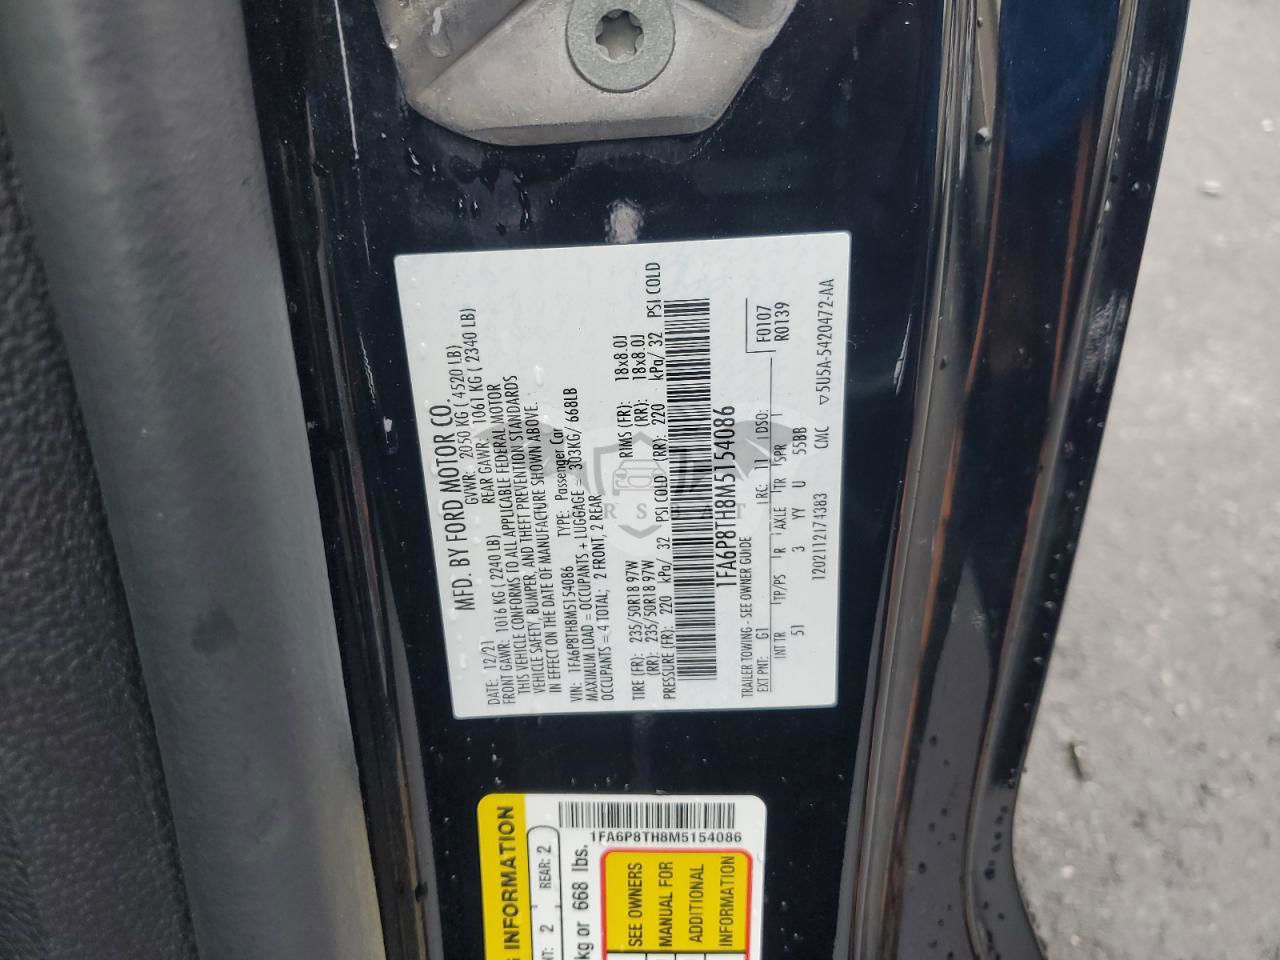 MFD. BY FORD MOTOR CO.
DATE: 12/21 GVWR: 2050 KG ( 4520 LB)
FRONT GAWR: 1016 KG ( 2240 LB) REAR GAWR: 1061 KG ( 2340 LB)
THIS VEHICLE CONFORMS TO ALL APPLICABLE FEDERAL MOTOR
VEHICLE SAFETY, BUMPER, AND THEFT PREVENTION STANDARDS
IN EFFECT ON THE DATE OF MANUFACTURE SHOWN ABOVE.
VIN: 1FA6P8TH8M5154086 TYPE: Passenger Car
MAXIMUM LOAD = OCCUPANTS + LUGGAGE = 303KG/ 668LB
OCCUPANTS = 4 TOTAL; 2 FRONT, 2 REAR
TIRE (FR): 235/50R18 97W RIMS (FR): 18x8.0J
(RR): 235/50R18 97W (RR): 18x8.0J
PRESSURE (FR): 220 kPa/ 32 PSI COLD (RR): 220 kPa/ 32 PSI COLD
1FA6P8TH8M5154086
TRAILER TOWING - SEE OWNER GUIDE F0107
EXT PNT: G1 RC: 11 DSO: R0139
INT TR TP/PS R AXLE TR SPR
51 3 YY U 55BB
12021121743​83 CMC ▽5U5A-5420472-AA
INFORMATION
2 REAR: 2
kg or 668 lbs.
1FA6P8TH8M5154086
SEE OWNERS
MANUAL FOR
ADDITIONAL
INFORMATION